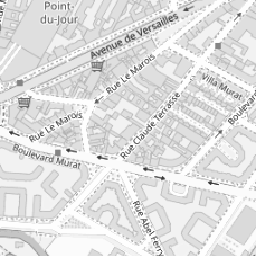 Point-
du-Jour
Avenue de Versailles
Rue Le Marois
Villa Murat
Rue Claude Terrasse
Rue Le Marois
Boulevard Murat
Rue Abel Ferry